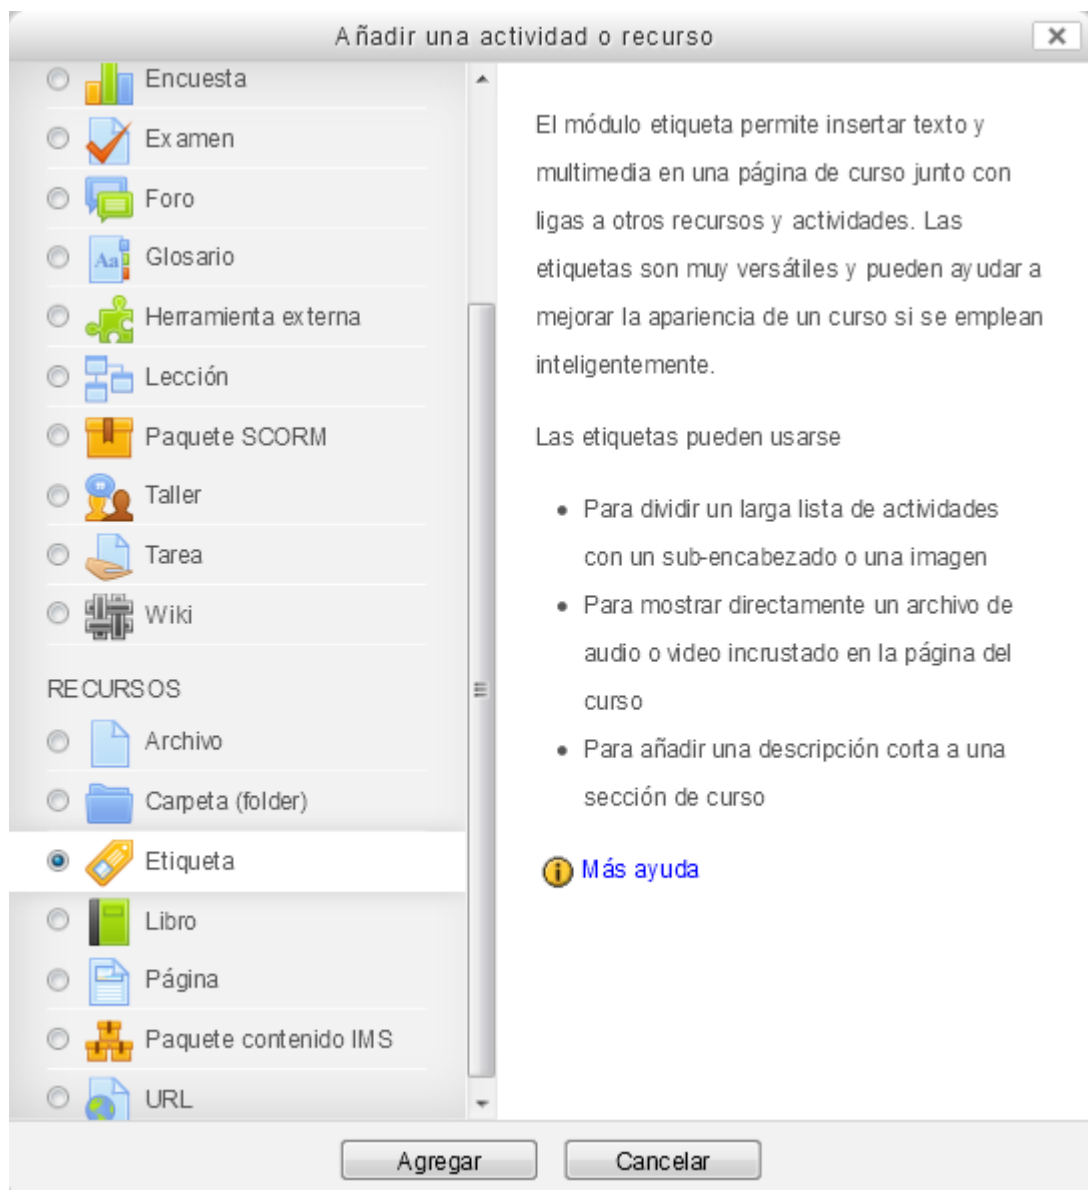 Añadir una actividad o recurso
Encuesta
Examen
Foro
Aa
Glosario
Herramienta externa
Lección
Paquete SCORM
Taller
Tarea
Wiki
RECURSOS
Archivo
Carpeta (folder)
Etiqueta
Libro
Página
Paquete contenido IMS
URL
El módulo etiqueta permite insertar texto y
multimedia en una página de curso junto con
ligas a otros recursos y actividades. Las
etiquetas son muy versátiles y pueden ayudar a
mejorar la apariencia de un curso si se emplean
inteligentemente.
Las etiquetas pueden usarse
• Para dividir un larga lista de actividades
con un sub-encabezado o una imagen
• Para mostrar directamente un archivo de
audio o video incrustado en la página del
curso
• Para añadir una descripción corta a una
sección de curso
Más ayuda
Agregar
Cancelar